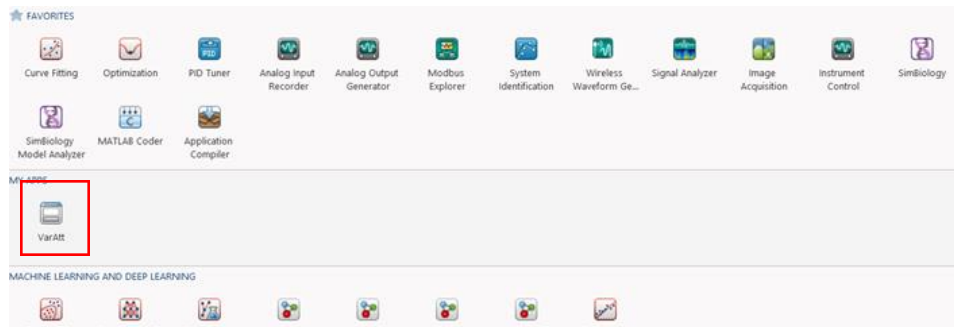 FAVORITES
Curve Fitting
Optimization
PID Tuner
Analog Input
Recorder
Analog Output
Generator
Modbus
Explorer
System
Identification
Wireless
Waveform Ge...
Signal Analyzer
Image
Acquisition
Instrument
Control
SimBiology
SimBiology
Model Analyzer
MATLAB Coder
Application
Compiler
MY APPS
VarAtt
MACHINE LEARNING AND DEEP LEARNING